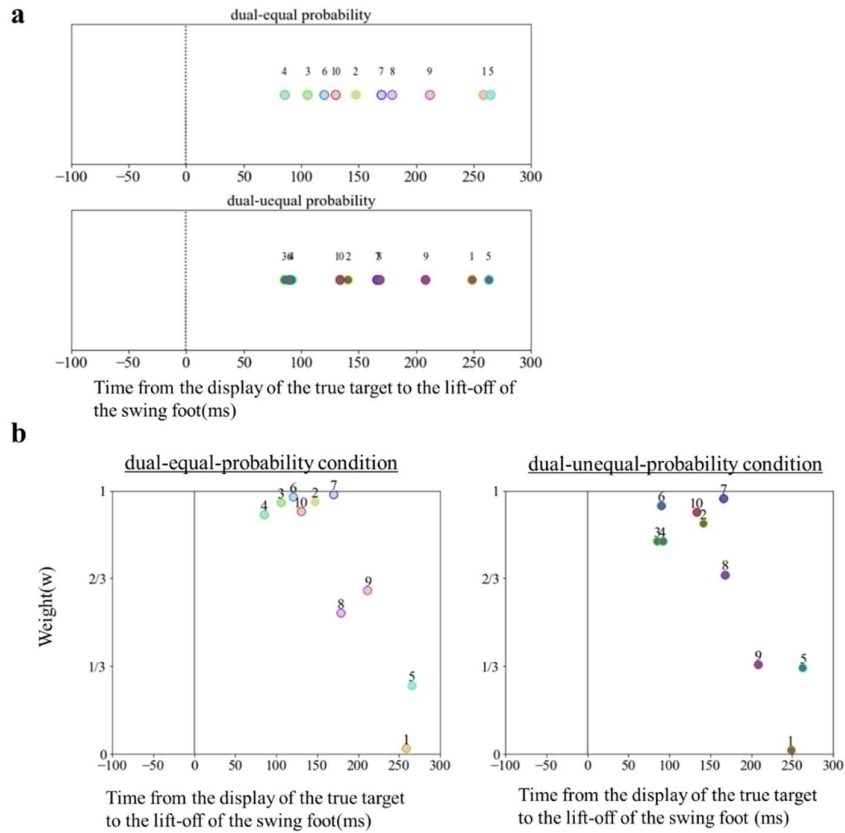 a
dual-equal probability
4 3 6 10 2 7 8 9 1 5
−100 −50 0 50 100 150 200 250 300
dual-uequal probability
10 2 9 1 5
−100 −50 0 50 100 150 200 250 300
Time from the display of the true target to the lift-off of
the swing foot(ms)
b
dual-equal-probability condition
dual-unequal-probability condition
Weight(w)
1
2/3
1/3
0
4 3 6 10 2 7
8 9
5
1
−100 −50 0 50 100 150 200 250 300
Time from the display of the true target
to the lift-off of the swing foot(ms)
1
2/3
1/3
0
6 10 2 7
34
8
9 5
1
−100 −50 0 50 100 150 200 250 300
Time from the display of the true target
to the lift-off of the swing foot (ms)